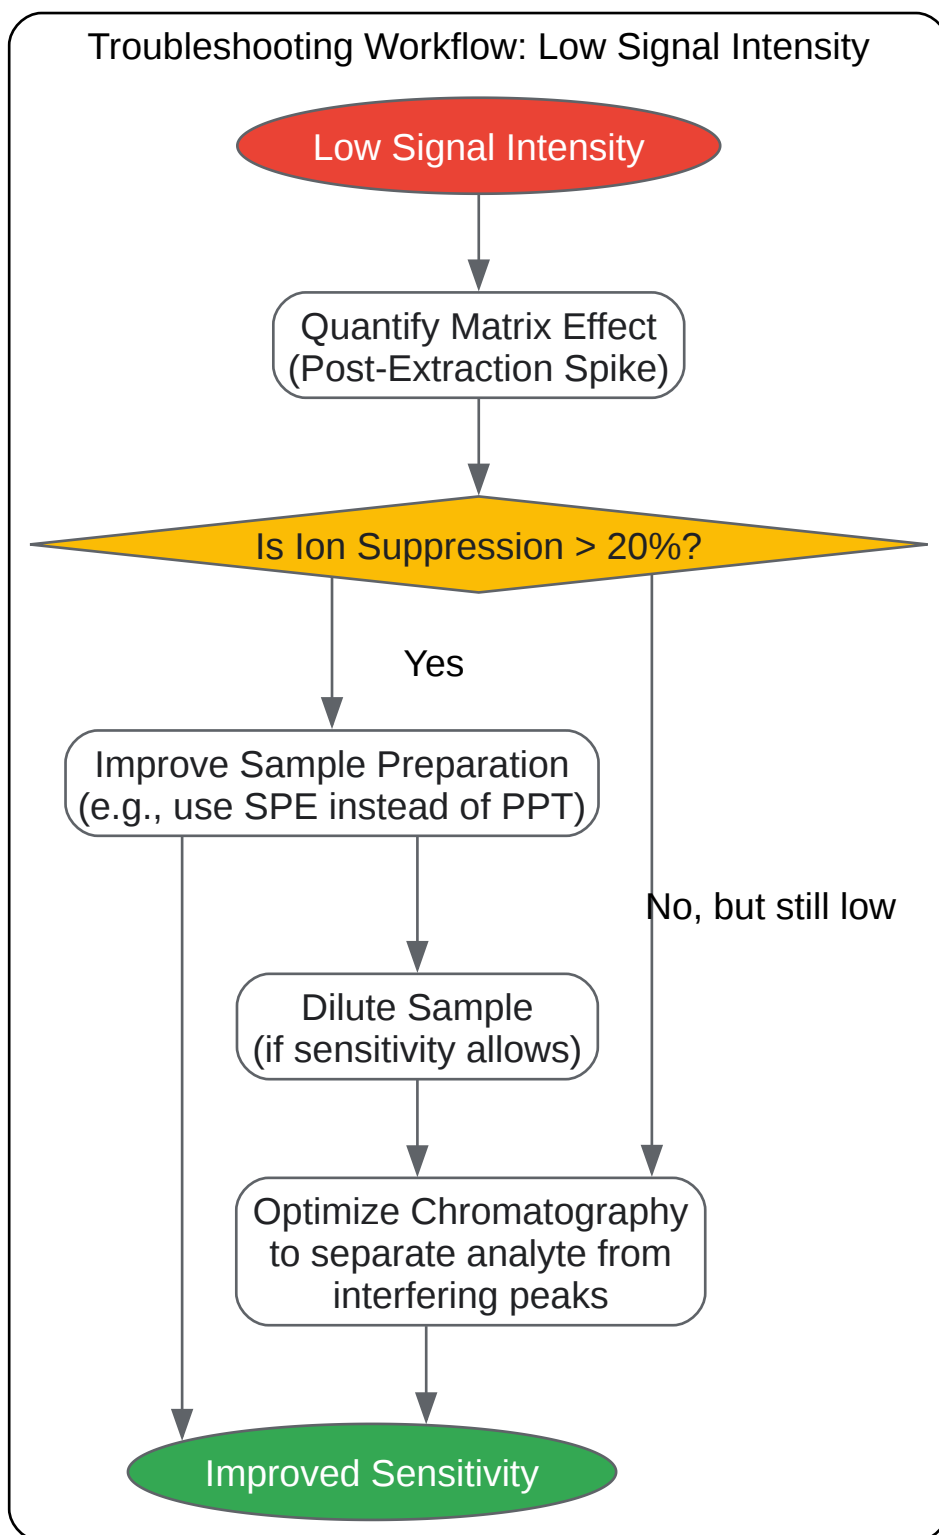 Troubleshooting Workflow: Low Signal Intensity
Low Signal Intensity
Quantify Matrix Effect
(Post-Extraction Spike)
Is Ion Suppression > 20%?
Yes
Improve Sample Preparation
(e.g., use SPE instead of PPT)
No, but still low
Dilute Sample
(if sensitivity allows)
Optimize Chromatography
to separate analyte from
interfering peaks
Improved Sensitivity